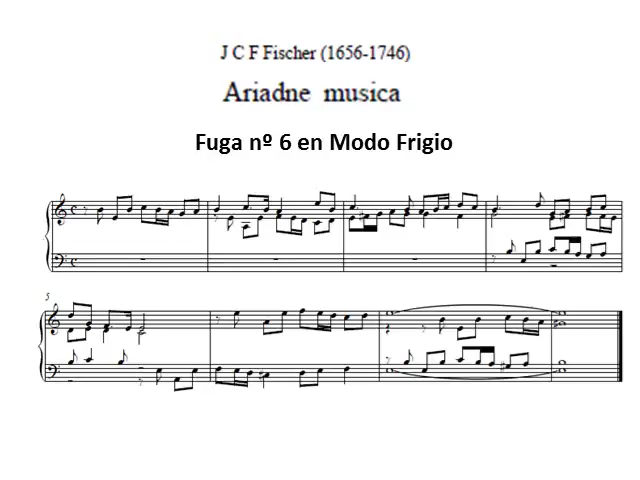 J C F Fischer (1656-1746)
Ariadne musica
Fuga nº 6 en Modo Frigio
5